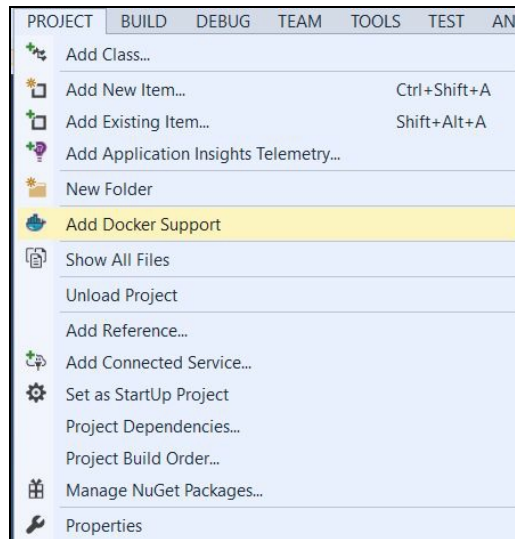 PROJECT BUILD DEBUG TEAM TOOLS TEST AN
Add Class...
Add New Item... Ctrl+Shift+A
Add Existing Item... Shift+Alt+A
Add Application Insights Telemetry...
New Folder
Add Docker Support
Show All Files
Unload Project
Add Reference...
Add Connected Service...
Set as StartUp Project
Project Dependencies...
Project Build Order...
Manage NuGet Packages...
Properties